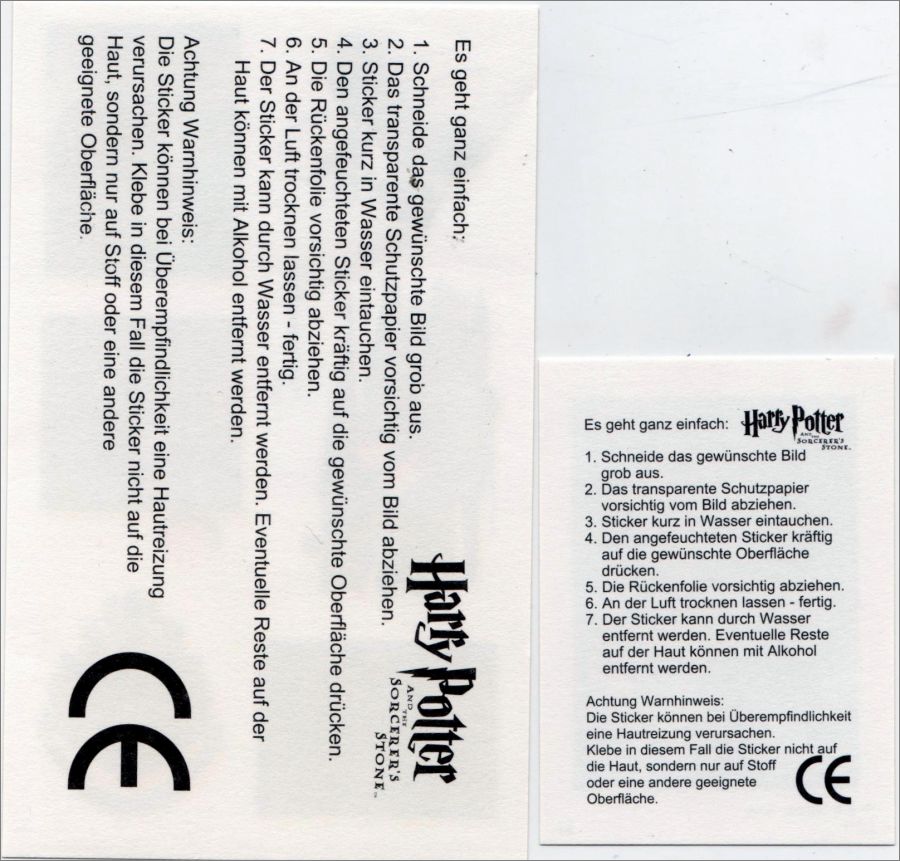 Es geht ganz einfach:
1. Schneide das gewünschte Bild grob aus.
2. Das transparente Schutzpapier vorsichtig vom Bild abziehen.
3. Sticker kurz in Wasser eintauchen.
4. Den angefeuchteten Sticker kräftig auf die gewünschte Oberfläche drücken.
5. Die Rückenfolie vorsichtig abziehen.
6. An der Luft trocknen lassen - fertig.
7. Der Sticker kann durch Wasser entfernt werden. Eventuelle Reste auf der
Haut können mit Alkohol entfernt werden.
Achtung Warnhinweis:
Die Sticker können bei Überempfindlichkeit eine Hautreizung
verursachen. Klebe in diesem Fall die Sticker nicht auf die
Haut, sondern nur auf Stoff oder eine andere
geeignete Oberfläche.
Harry Potter
AND THE
SORCERER'S
STONE™
CE
Es geht ganz einfach:
Harry Potter
AND THE
SORCERER'S
STONE™
1. Schneide das gewünschte Bild
grob aus.
2. Das transparente Schutzpapier
vorsichtig vom Bild abziehen.
3. Sticker kurz in Wasser eintauchen.
4. Den angefeuchteten Sticker kräftig
auf die gewünschte Oberfläche
drücken.
5. Die Rückenfolie vorsichtig abziehen.
6. An der Luft trocknen lassen - fertig.
7. Der Sticker kann durch Wasser
entfernt werden. Eventuelle Reste
auf der Haut können mit Alkohol
entfernt werden.
Achtung Warnhinweis:
Die Sticker können bei Überempfindlichkeit
eine Hautreizung verursachen.
Klebe in diesem Fall die Sticker nicht auf
die Haut, sondern nur auf Stoff
oder eine andere geeignete
Oberfläche.
CE